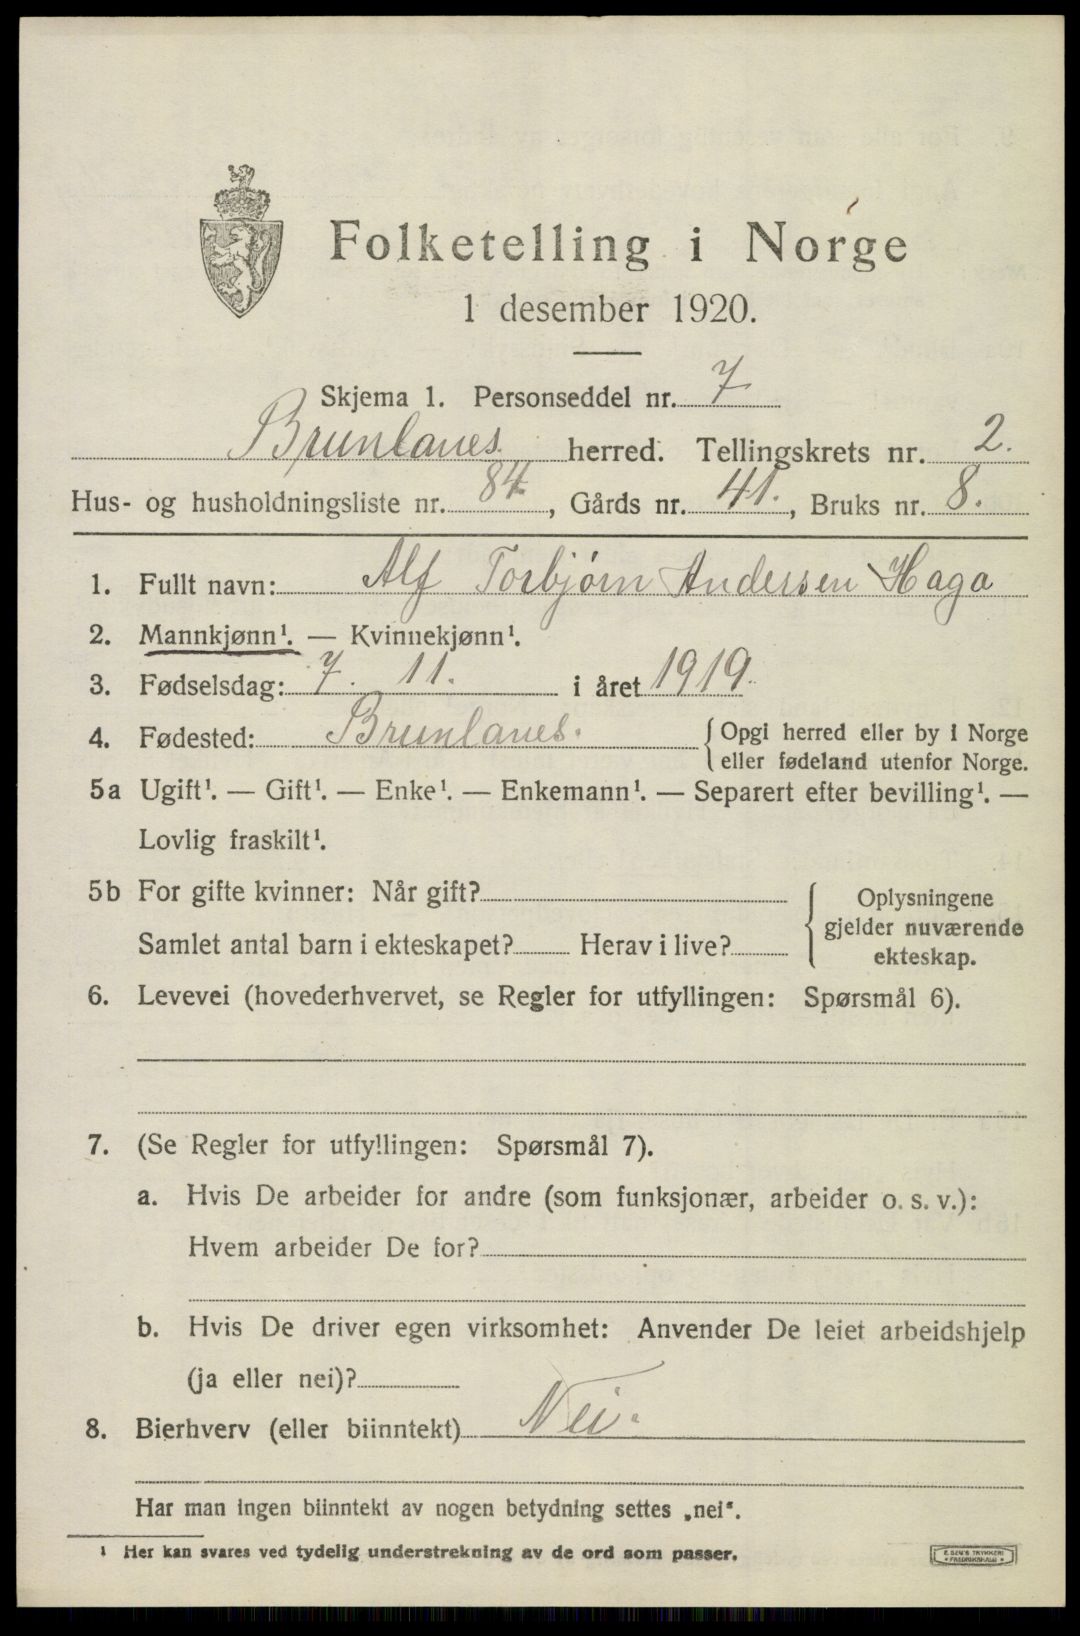 Folketelling i Norge
1 desember 1920.
Skjema 1. Personseddel nr. 7
Brunlanes herred. Tellingskrets nr. 2.
Hus- og husholdningsliste nr. 84, Gårds nr. 41., Bruks nr. 8.
1. Fullt navn: Alf Torbjørn Andersen Haga
2. Mannkjønn¹. — Kvinnekjønn¹.
3. Fødselsdag: 7. 11. i året 1919.
4. Fødested: Brunlanes. { Opgi herred eller by i Norge
eller fødeland utenfor Norge.
5a Ugift¹. — Gift¹. — Enke¹. — Enkemann¹. — Separert efter bevilling¹. —
Lovlig fraskilt¹.
5b For gifte kvinner: Når gift?
Samlet antal barn i ekteskapet? Herav i live?
{ Oplysningene
gjelder nuværende
ekteskap.
6. Levevei (hovederhvervet, se Regler for utfyllingen: Spørsmål 6).
7. (Se Regler for utfyllingen: Spørsmål 7).
a. Hvis De arbeider for andre (som funksjonær, arbeider o. s. v.):
Hvem arbeider De for?
b. Hvis De driver egen virksomhet: Anvender De leiet arbeidshjelp
(ja eller nei)?
8. Bierhverv (eller biinntekt) Nei.
Har man ingen biinntekt av nogen betydning settes „nei“.
¹ Her kan svares ved tydelig understrekning av de ord som passer.
E. SEM'S TRYKKERI
FREDRIKSHALD